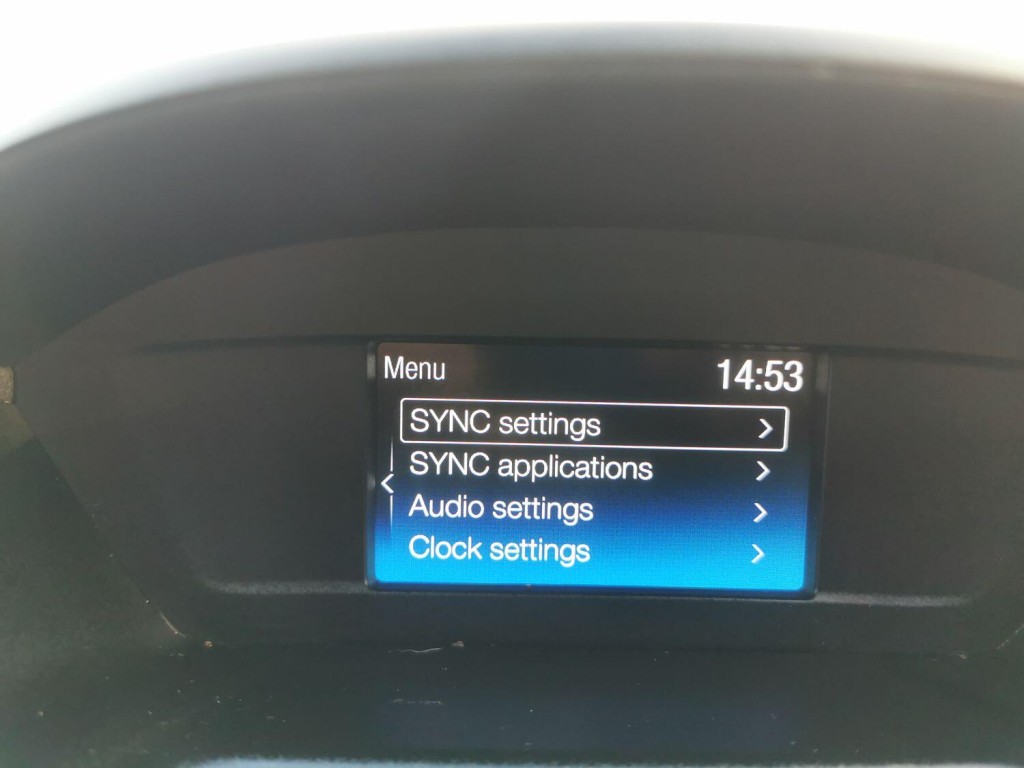 Menu 14:53
SYNC settings
SYNC applications
Audio settings
Clock settings